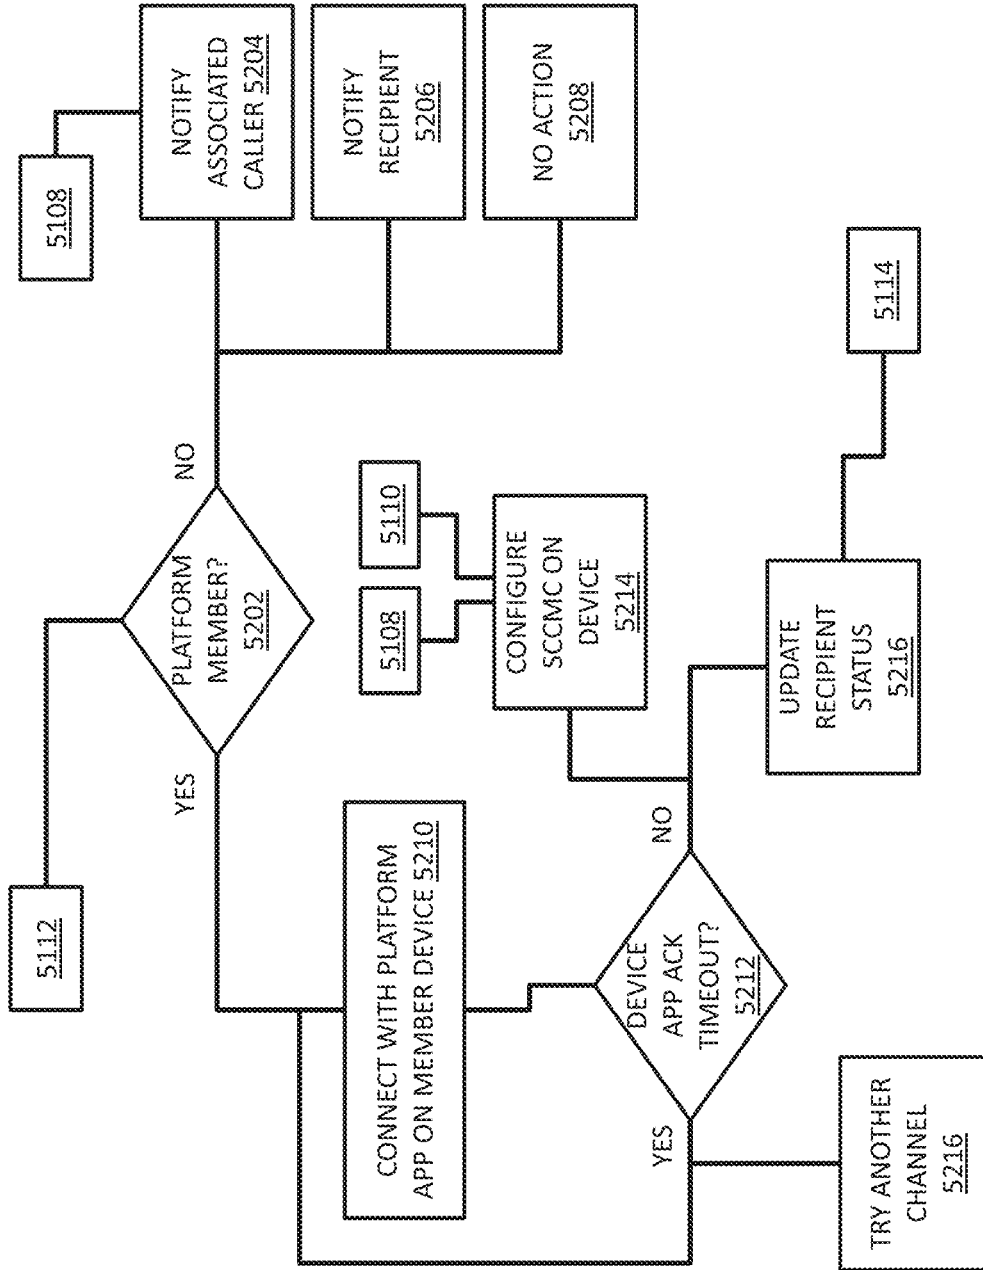 5112
PLATFORM
MEMBER?
5202
YES
NO
5108
NOTIFY
ASSOCIATED
CALLER 5204
NOTIFY
RECIPIENT
5206
NO ACTION
5208
CONNECT WITH PLATFORM
APP ON MEMBER DEVICE 5210
5108
5110
CONFIGURE
SCCMC ON
DEVICE
5214
DEVICE
APP ACK
TIMEOUT?
5212
YES
NO
TRY ANOTHER
CHANNEL
5216
UPDATE
RECIPIENT
STATUS
5216
5114